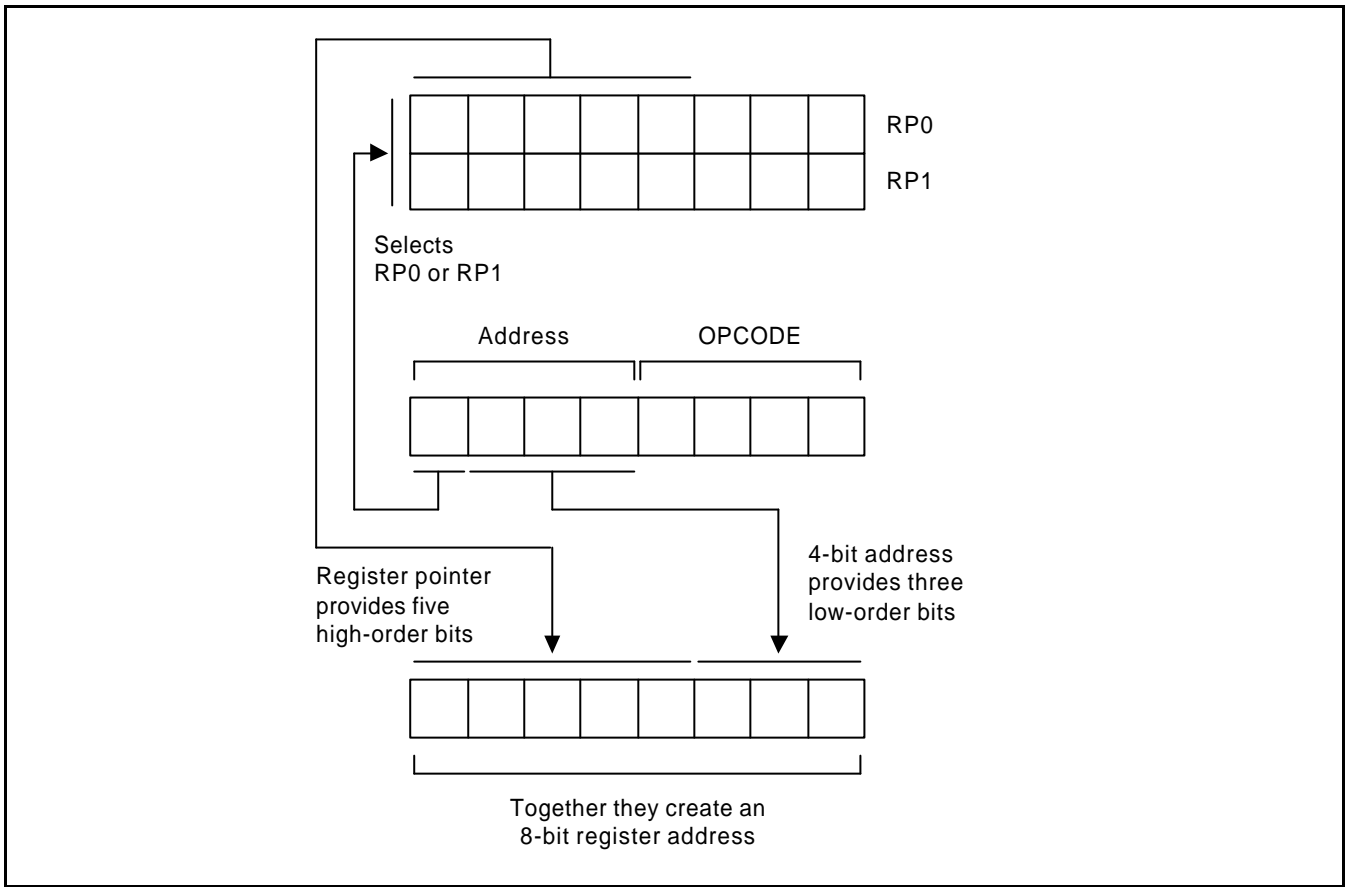 RP0
RP1
Selects
RP0 or RP1
Address
OPCODE
Register pointer
provides five
high-order bits
4-bit address
provides three
low-order bits
Together they create an
8-bit register address